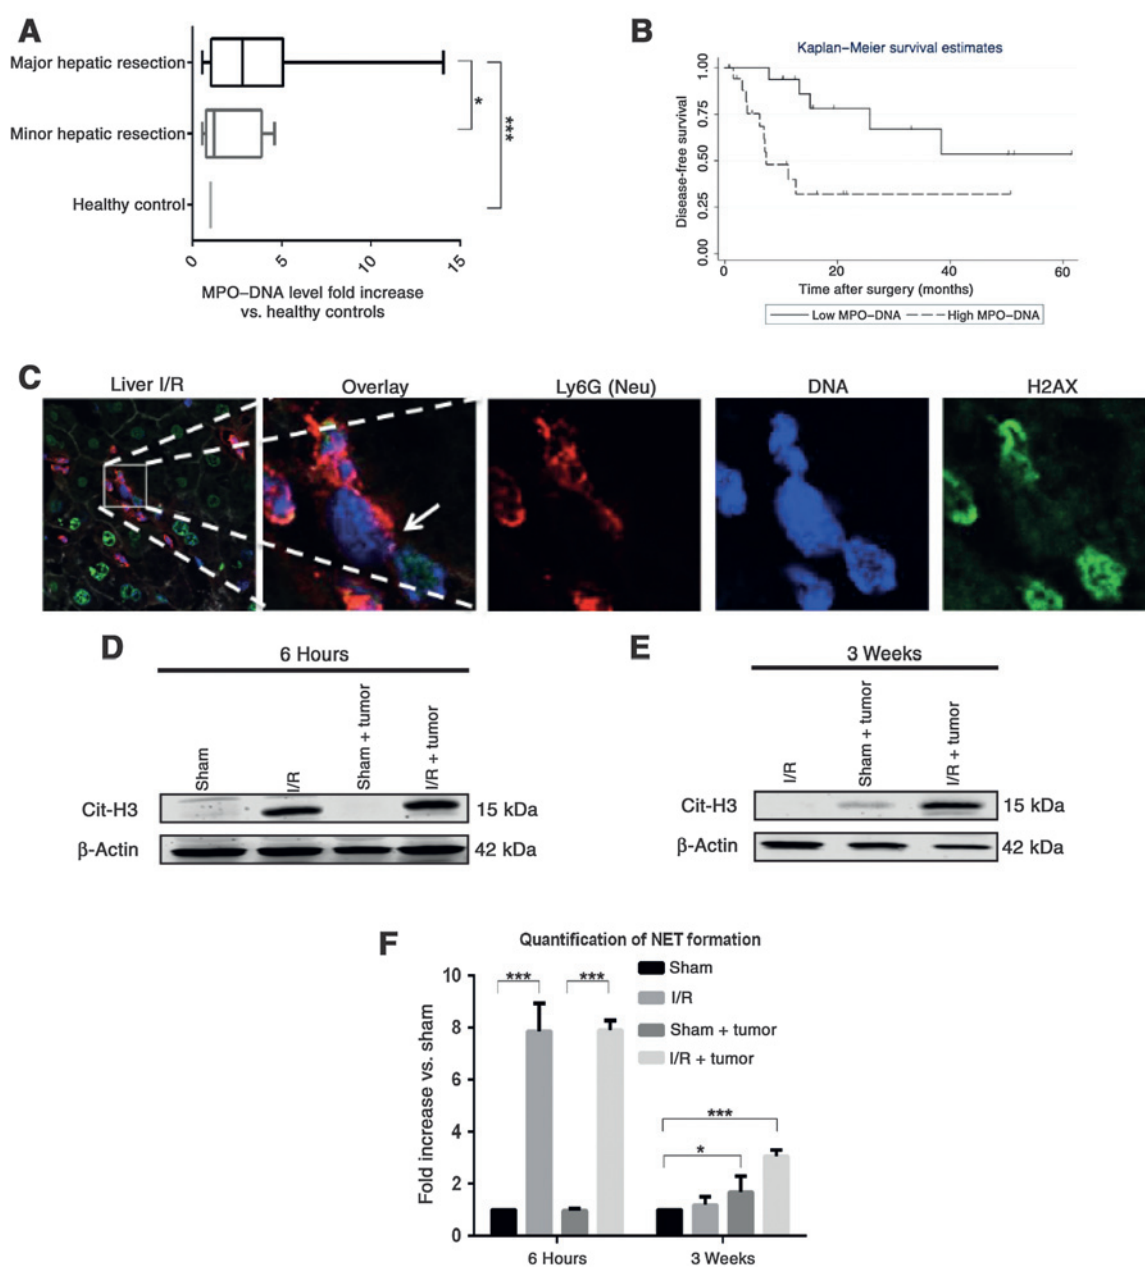 A
Major hepatic resection
Minor hepatic resection
Healthy control
*
***
0
5
10
15
MPO–DNA level fold increase
vs. healthy controls
B
Kaplan–Meier survival estimates
Disease-free survival
1.00
0.75
0.50
0.25
0.00
0
20
40
60
Time after surgery (months)
Low MPO–DNA
High MPO–DNA
C
Liver I/R
Overlay
Ly6G (Neu)
DNA
H2AX
D
6 Hours
Sham
I/R
Sham + tumor
I/R + tumor
Cit-H3
15 kDa
β-Actin
42 kDa
E
3 Weeks
I/R
Sham + tumor
I/R + tumor
Cit-H3
15 kDa
β-Actin
42 kDa
F
Quantification of NET formation
Fold increase vs. sham
10
8
6
4
2
0
***
***
***
*
Sham
I/R
Sham + tumor
I/R + tumor
6 Hours
3 Weeks